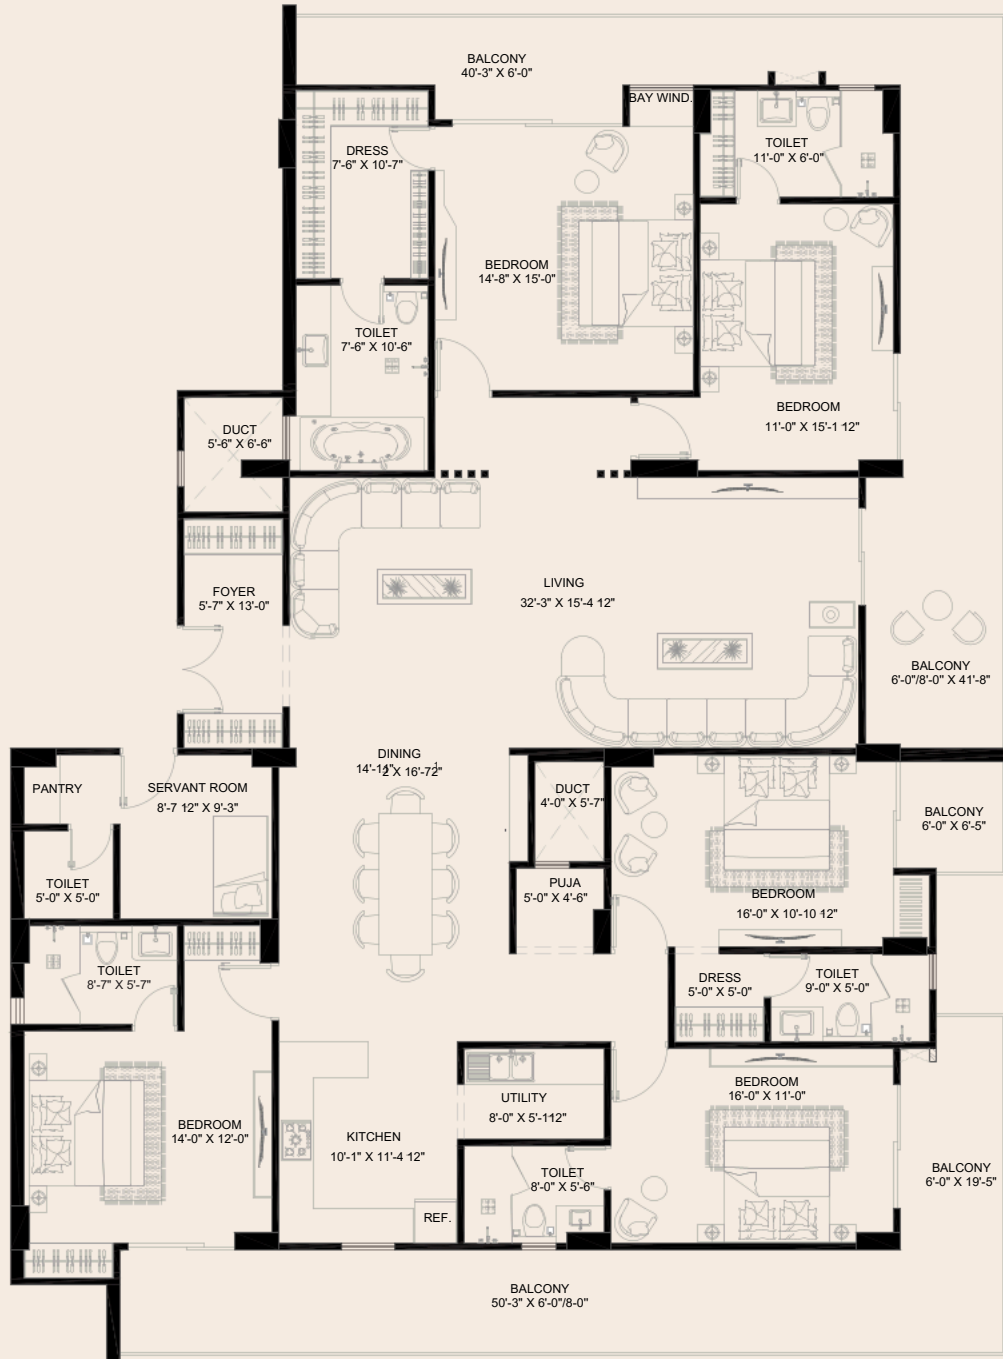 BALCONY
40'-3" X 6'-0"
BAY WIND.
DRESS
7'-6" X 10'-7"
TOILET
11'-0" X 6'-0"
BEDROOM
14'-8" X 15'-0"
TOILET
7'-6" X 10'-6"
BEDROOM
11'-0" X 15'-1 12"
DUCT
5'-6" X 6'-6"
FOYER
5'-7" X 13'-0"
LIVING
32'-3" X 15'-4 12"
BALCONY
6'-0"/8'-0" X 41'-8"
DINING
PANTRY
SERVANT ROOM
8'-7 12" X 9'-3"
DUCT
4'-0" X 5'-7"
BALCONY
6'-0" X 6'-5"
TOILET
5'-0" X 5'-0"
PUJA
5'-0" X 4'-6"
BEDROOM
16'-0" X 10'-10 12"
TOILET
8'-7" X 5'-7"
DRESS
5'-0" X 5'-0"
TOILET
9'-0" X 5'-0"
BEDROOM
16'-0" X 11'-0"
UTILITY
8'-0" X 5'-112"
BEDROOM
14'-0" X 12'-0"
KITCHEN
10'-1" X 11'-4 12"
TOILET
8'-0" X 5'-6"
BALCONY
6'-0" X 19'-5"
REF.
BALCONY
50'-3" X 6'-0"/8-0"